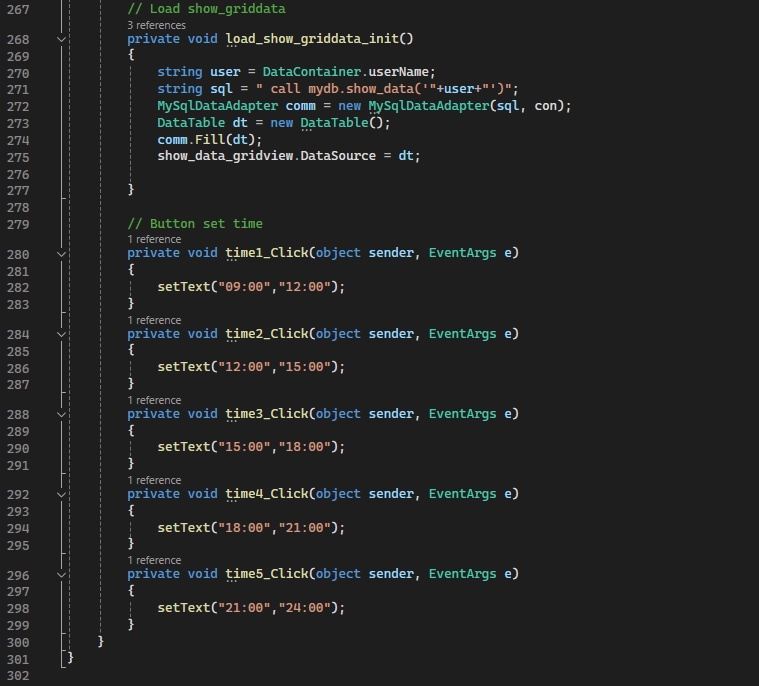 267 // Load show_griddata
3 references
268 private void load_show_griddata_init()
269 {
270 string user = DataContainer.userName;
271 string sql = " call mydb.show_data('"+user+"')";
272 MySqlDataAdapter comm = new MySqlDataAdapter(sql, con);
273 DataTable dt = new DataTable();
274 comm.Fill(dt);
275 show_data_gridview.DataSource = dt;
276
277 }
278
279 // Button set time
1 reference
280 private void time1_Click(object sender, EventArgs e)
281 {
282 setText("09:00","12:00");
283 }
1 reference
284 private void time2_Click(object sender, EventArgs e)
285 {
286 setText("12:00","15:00");
287 }
1 reference
288 private void time3_Click(object sender, EventArgs e)
289 {
290 setText("15:00","18:00");
291 }
1 reference
292 private void time4_Click(object sender, EventArgs e)
293 {
294 setText("18:00","21:00");
295 }
1 reference
296 private void time5_Click(object sender, EventArgs e)
297 {
298 setText("21:00","24:00");
299 }
300 }
301 }
302